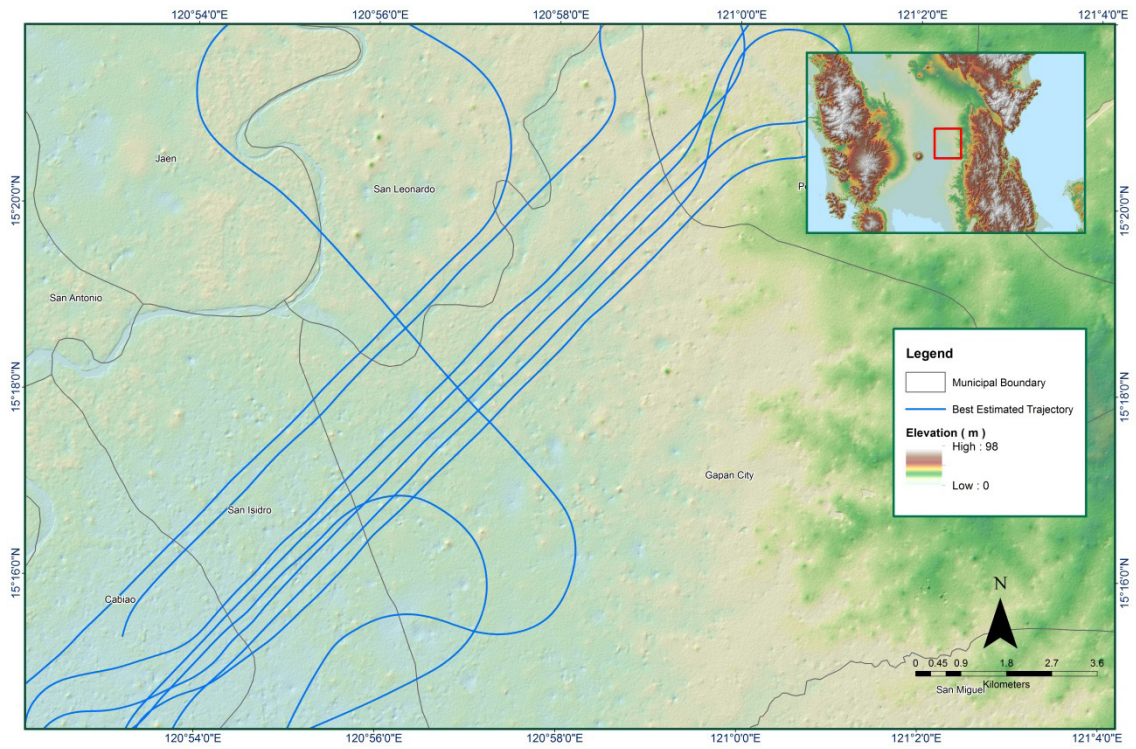 120°54'0"E 120°56'0"E 120°58'0"E 121°0'0"E 121°2'0"E 121°4'0"E
Jaen
San Leonardo
15°20'0"N
15°20'0"N
San Antonio
Legend
Municipal Boundary
Best Estimated Trajectory
Elevation ( m )
High : 98
Low : 0
15°18'0"N
15°18'0"N
Gapan City
San Isidro
15°16'0"N
15°16'0"N
Cabiao
N
0 0.45 0.9 1.8 2.7 3.6
Kilometers
San Miguel
120°54'0"E 120°56'0"E 120°58'0"E 121°0'0"E 121°2'0"E 121°4'0"E